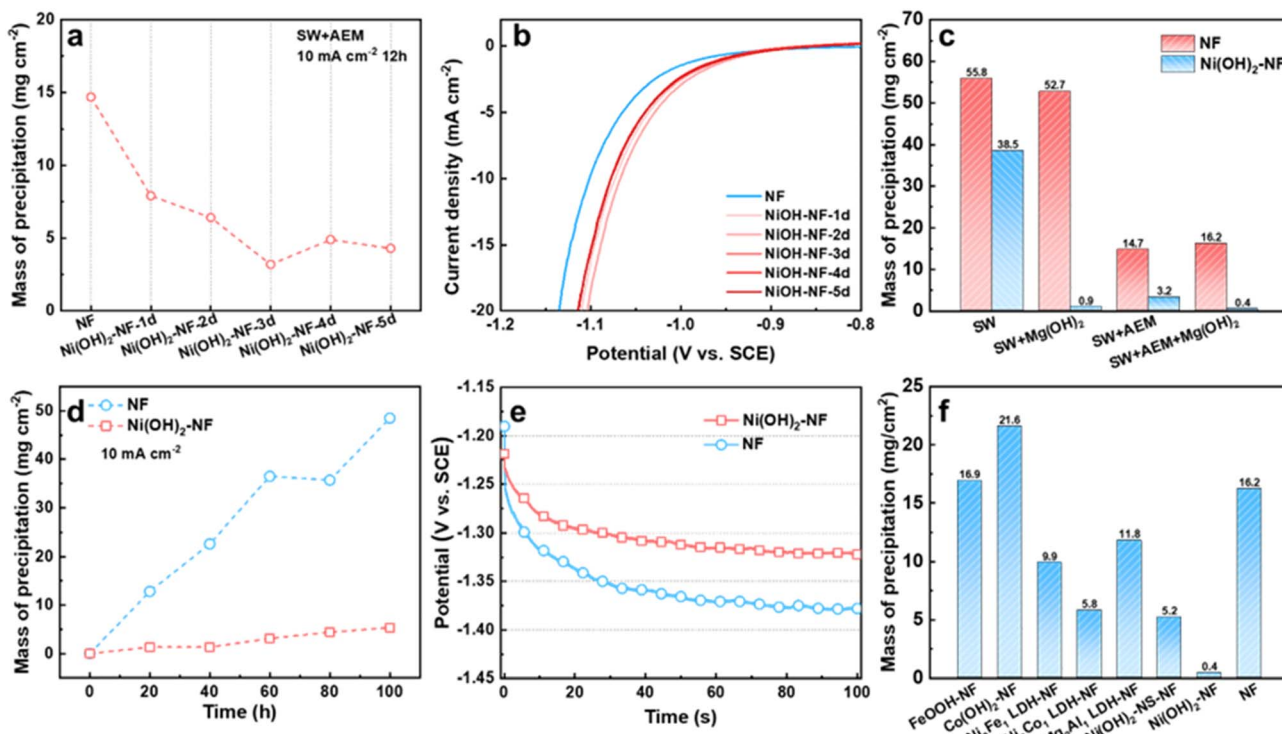 a
SW+AEM
10 mA cm⁻² 12h
Mass of precipitation (mg cm⁻²)
20
15
10
5
0
NF
Ni(OH)₂-NF-1d
Ni(OH)₂-NF-2d
Ni(OH)₂-NF-3d
Ni(OH)₂-NF-4d
Ni(OH)₂-NF-5d
b
Current density (mA cm⁻²)
0
-5
-10
-15
-20
NF
NiOH-NF-1d
NiOH-NF-2d
NiOH-NF-3d
NiOH-NF-4d
NiOH-NF-5d
-1.2 -1.1 -1.0 -0.9 -0.8
Potential (V vs. SCE)
c
NF
Ni(OH)₂-NF
Mass of precipitation (mg cm⁻²)
70
60
50
40
30
20
10
0
55.8
38.5
52.7
0.9
14.7
3.2
16.2
0.4
SW
SW+Mg(OH)₂
SW+AEM
SW+AEM+Mg(OH)₂
d
NF
Ni(OH)₂-NF
10 mA cm⁻²
Mass of precipitation (mg cm⁻²)
50
40
30
20
10
0
0 20 40 60 80 100
Time (h)
e
Ni(OH)₂-NF
NF
Potential (V vs. SCE)
-1.15
-1.20
-1.25
-1.30
-1.35
-1.40
-1.45
0 20 40 60 80 100
Time (s)
f
Mass of precipitation (mg/cm²)
25
20
15
10
5
0
16.9
21.6
9.9
5.8
11.8
5.2
0.4
16.2
FeOOH-NF
Co(OH)₂-NF
LDH-NF
LDH-NF
LDH-NF
Ni(OH)₂-NF
NF